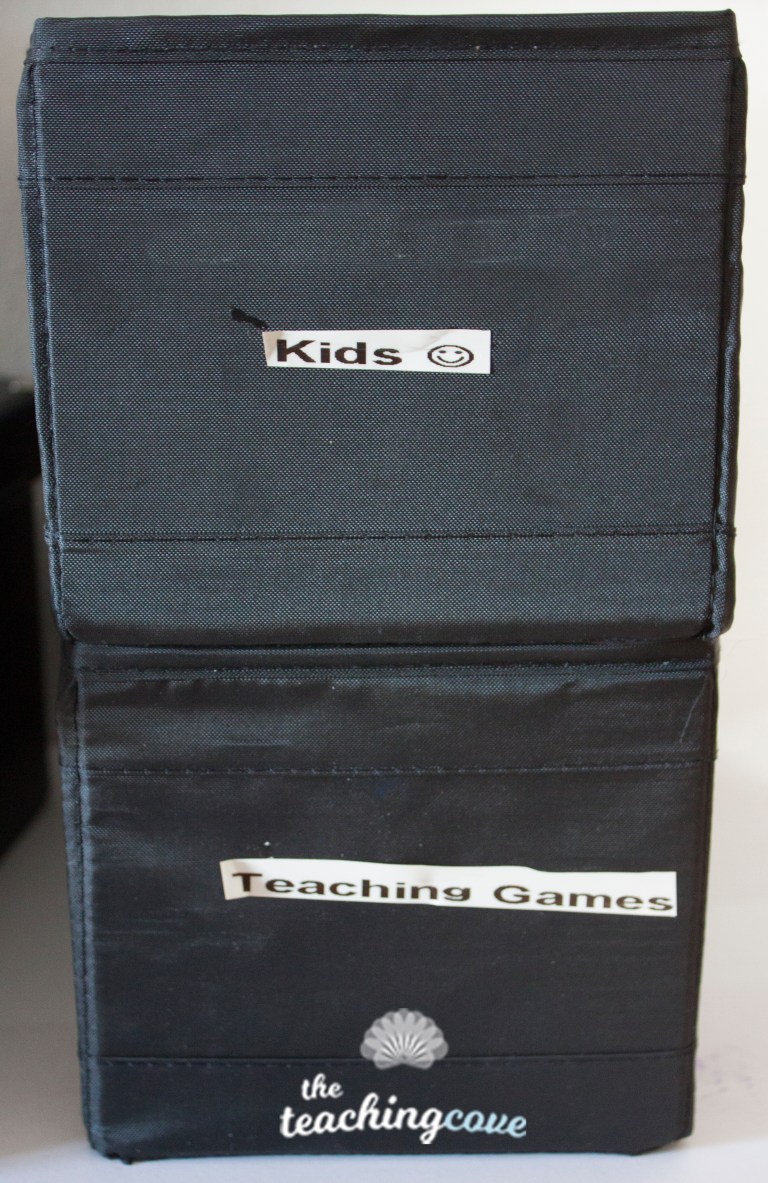 Kids ☺
Teaching Games
the
teachingcove